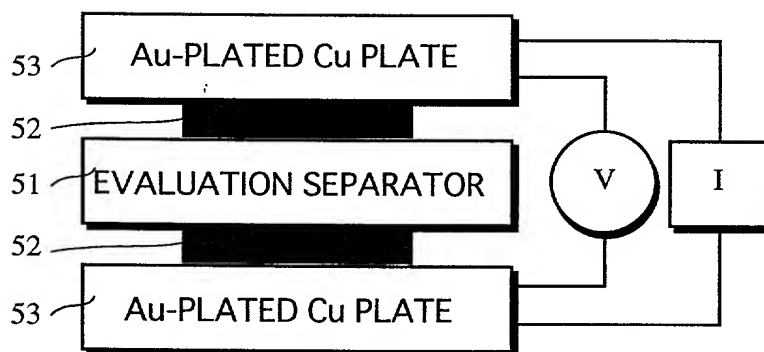 53 Au-PLATED Cu PLATE
52
51 EVALUATION SEPARATOR V I
52
53 Au-PLATED Cu PLATE